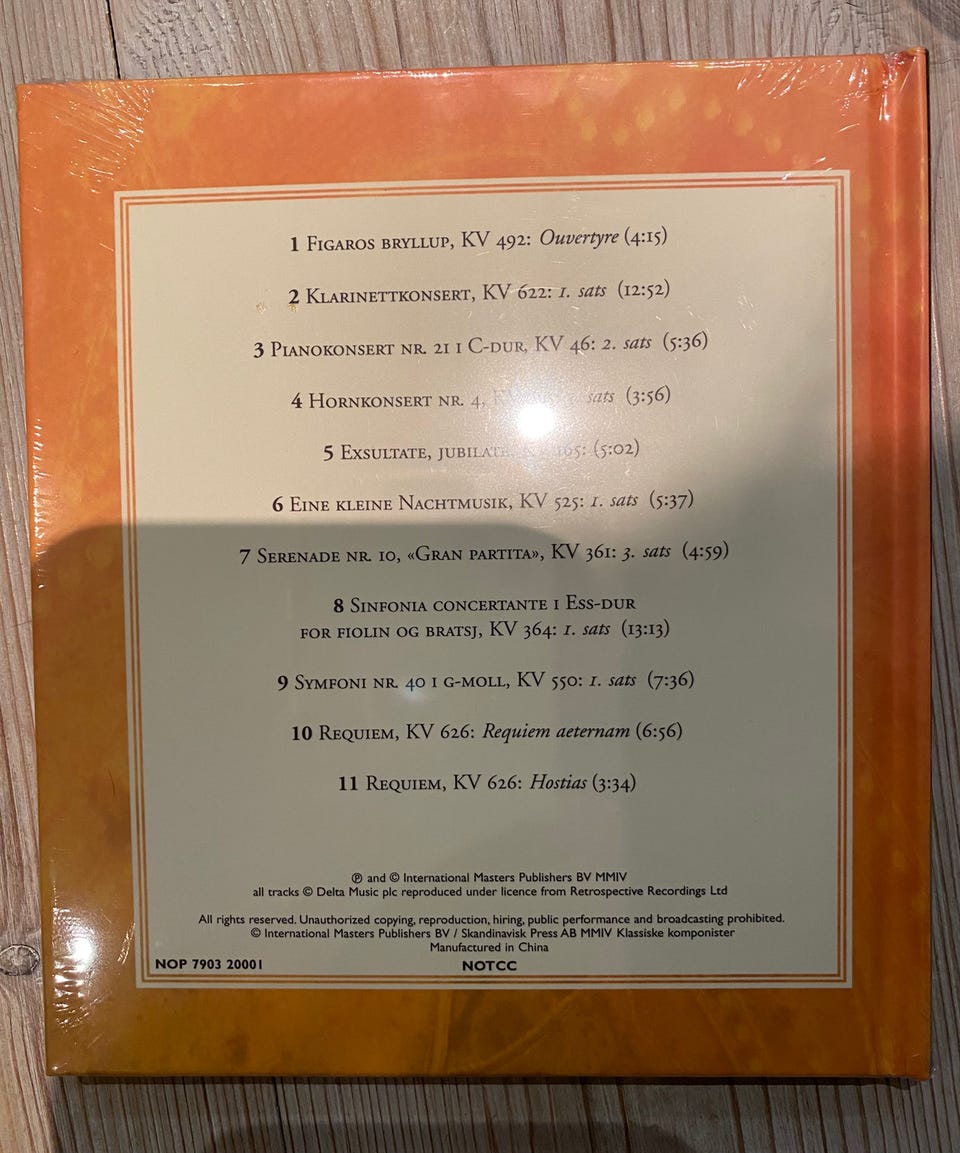 1 Figaros bryllup, KV 492: Ouvertyre (4:15)
2 Klarinettkonsert, KV 622: 1. sats (12:52)
3 Pianokonsert nr. 21 i C-dur, KV 46: 2. sats (5:36)
4 Hornkonsert nr. 4, sats (3:56)
5 Exsultate, jubilate, KV 165: (5:02)
6 Eine kleine Nachtmusik, KV 525: 1. sats (5:37)
7 Serenade nr. 10, «Gran partita», KV 361: 3. sats (4:59)
8 Sinfonia concertante i Ess-dur
for fiolin og bratsj, KV 364: 1. sats (13:13)
9 Symfoni nr. 40 i g-moll, KV 550: 1. sats (7:36)
10 Requiem, KV 626: Requiem aeternam (6:56)
11 Requiem, KV 626: Hostias (3:34)
℗ and © International Masters Publishers BV MMIV
all tracks © Delta Music plc reproduced under licence from Retrospective Recordings Ltd
All rights reserved. Unauthorized copying, reproduction, hiring, public performance and broadcasting prohibited.
© International Masters Publishers BV / Skandinavisk Press AB MMIV Klassiske komponister
Manufactured in China
NOP 7903 20001 NOTCC